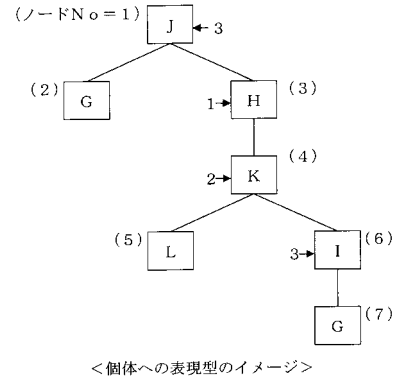 (ノードNo=1) J ←3
(2) G
1→ H (3)
2→ K (4)
(5) L
3→ I (6)
G (7)
＜個体への表現型のイメージ＞